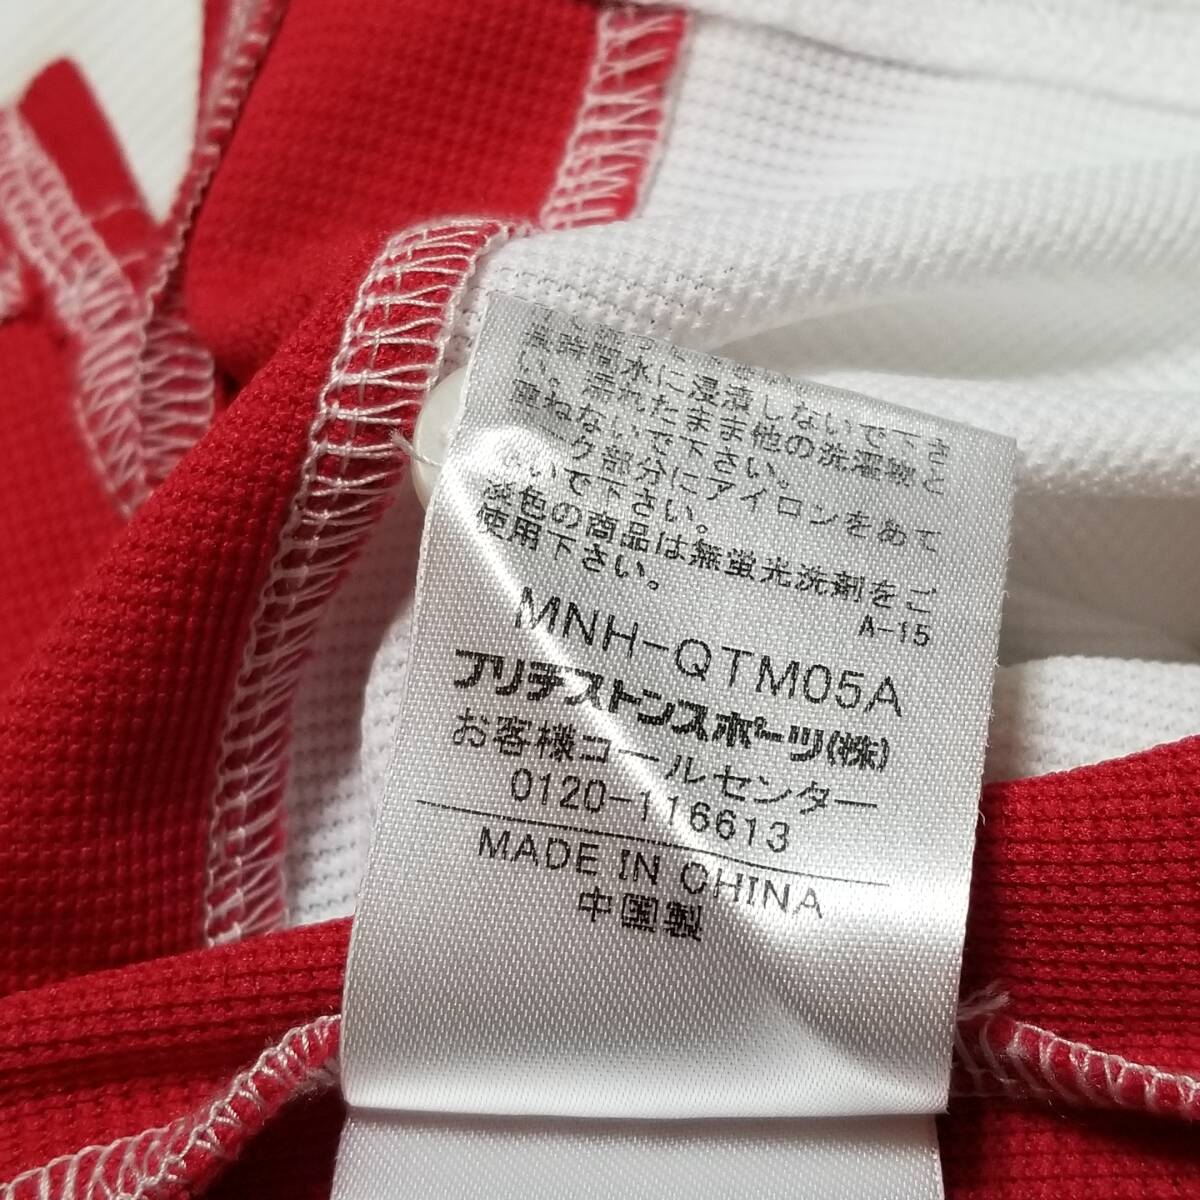 長時間水に浸漬しないで下さ
い。濡れたまま他の洗濯物と
重ねないで下さい。
ーク部分にアイロンをあて
ないで下さい。
淡色の商品は無蛍光洗剤をご
使用下さい。
A-15
MNH-QTM05A
ブリヂストンスポーツ(株)
お客様コールセンター
0120-116613
MADE IN CHINA
中国製